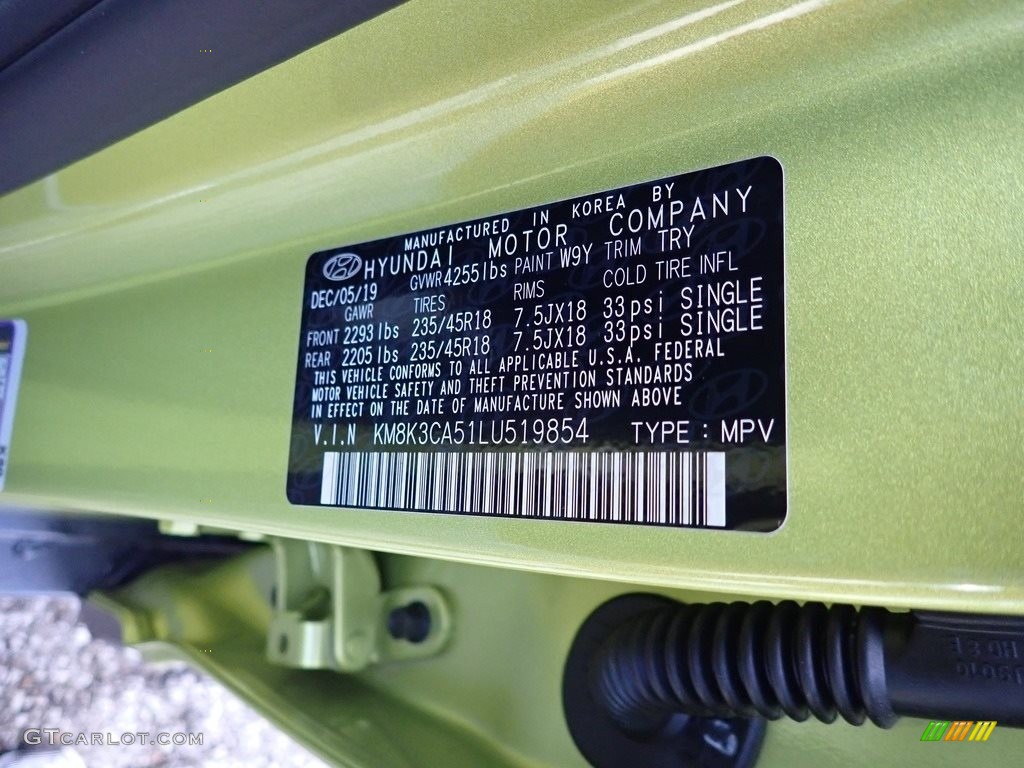 MANUFACTURED IN KOREA BY
HYUNDAI MOTOR COMPANY
DEC/05/19 GVWR 4255lbs PAINT W9Y TRIM TRY
GAWR TIRES RIMS COLD TIRE INFL
FRONT 2293lbs 235/45R18 7.5JX18 33psi SINGLE
REAR 2205lbs 235/45R18 7.5JX18 33psi SINGLE
THIS VEHICLE CONFORMS TO ALL APPLICABLE U.S.A. FEDERAL
MOTOR VEHICLE SAFETY AND THEFT PREVENTION STANDARDS
IN EFFECT ON THE DATE OF MANUFACTURE SHOWN ABOVE
V.I.N KM8K3CA51LU519854 TYPE : MPV
GTCARLOT.COM